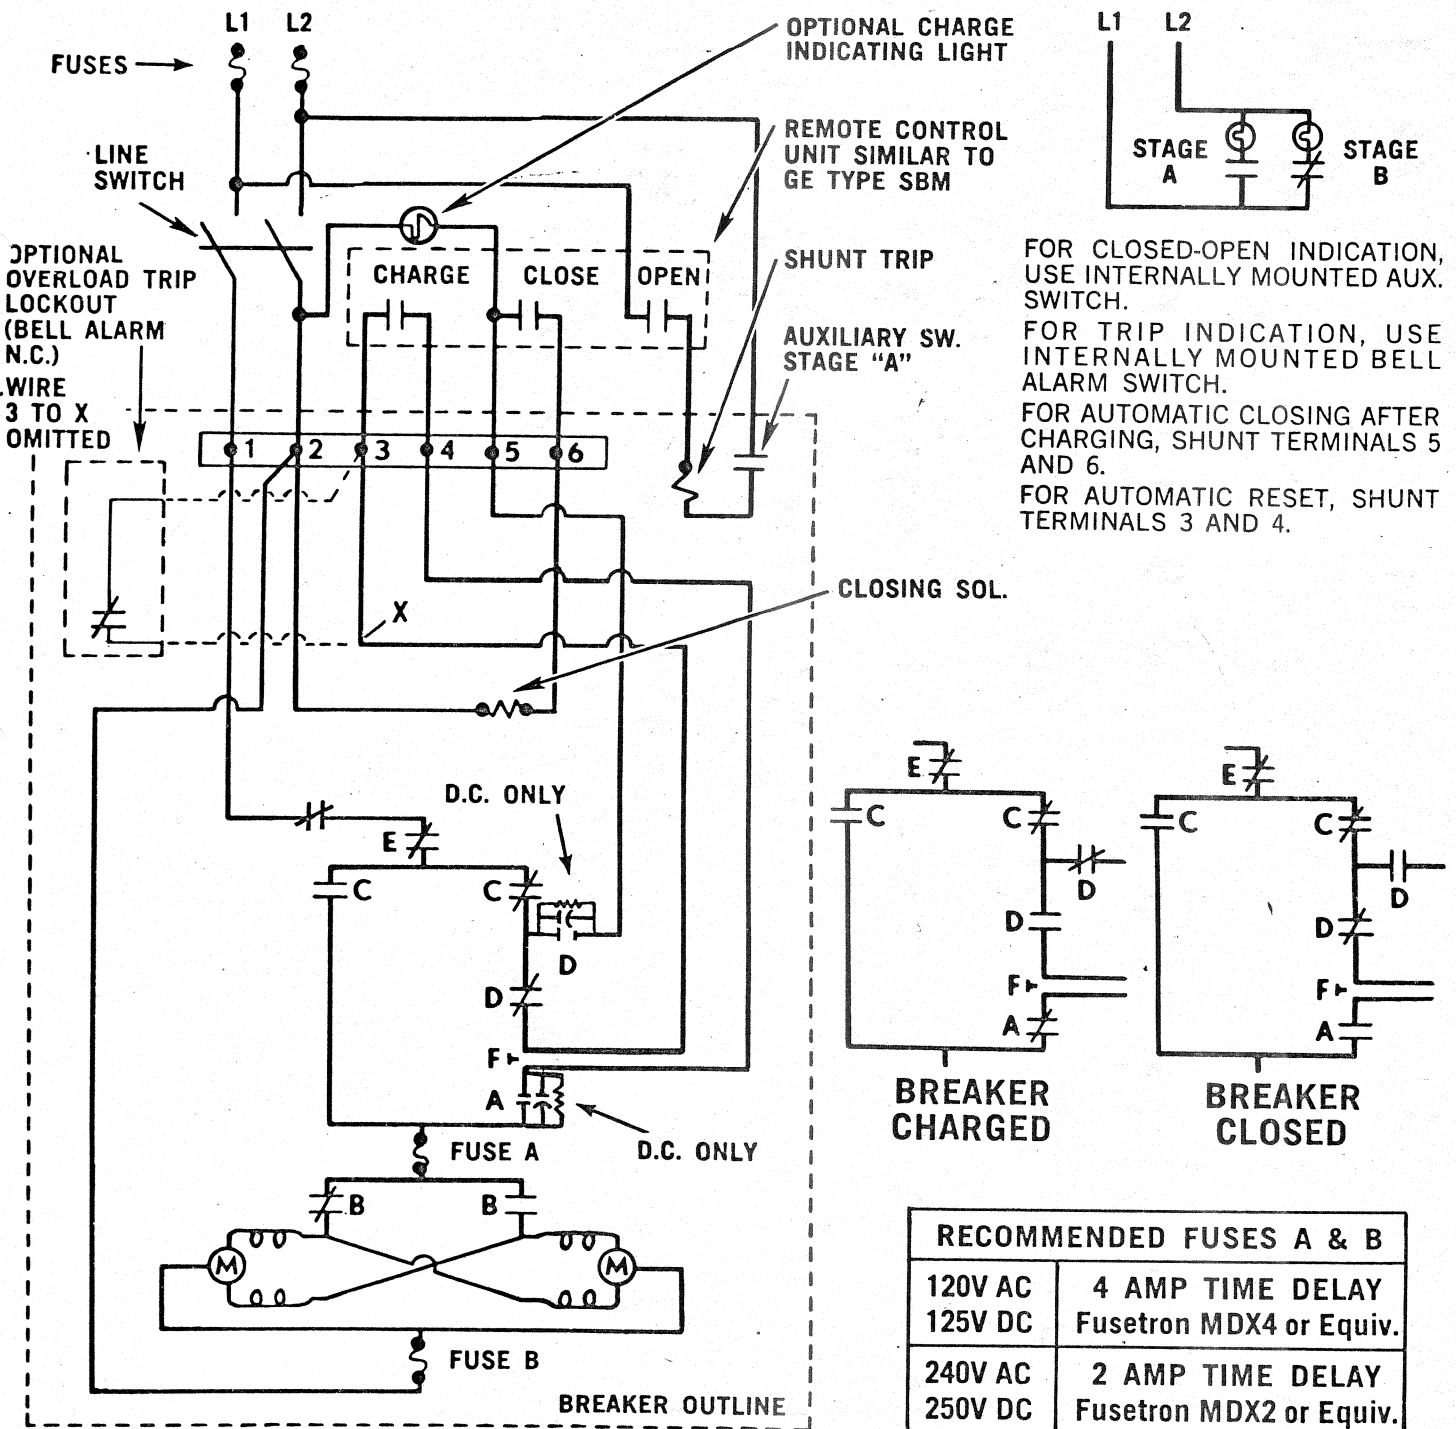 L1 L2
FUSES
OPTIONAL CHARGE
INDICATING LIGHT
LINE
SWITCH
REMOTE CONTROL
UNIT SIMILAR TO
GE TYPE SBM
OPTIONAL
OVERLOAD TRIP
LOCKOUT
(BELL ALARM
N.C.)
WIRE
3 TO X
OMITTED
CHARGE CLOSE OPEN
SHUNT TRIP
AUXILIARY SW.
STAGE "A"
1 2 3 4 5 6
X
CLOSING SOL.
D.C. ONLY
E
C C
D
D
F
A
D.C. ONLY
FUSE A
B B
M M
FUSE B
BREAKER OUTLINE
L1 L2
STAGE
A
STAGE
B
FOR CLOSED-OPEN INDICATION,
USE INTERNALLY MOUNTED AUX.
SWITCH.
FOR TRIP INDICATION, USE
INTERNALLY MOUNTED BELL
ALARM SWITCH.
FOR AUTOMATIC CLOSING AFTER
CHARGING, SHUNT TERMINALS 5
AND 6.
FOR AUTOMATIC RESET, SHUNT
TERMINALS 3 AND 4.
E
C C
D
D
F
A
BREAKER
CHARGED
E
C C
D
D
F
A
BREAKER
CLOSED
RECOMMENDED FUSES A & B
120V AC 4 AMP TIME DELAY
125V DC Fusetron MDX4 or Equiv.
240V AC 2 AMP TIME DELAY
250V DC Fusetron MDX2 or Equiv.